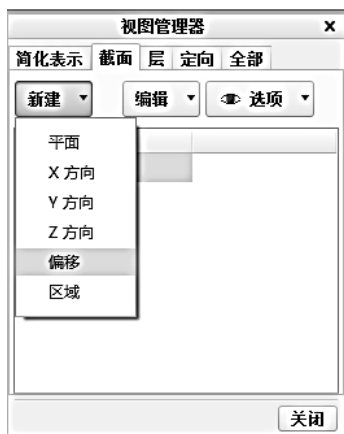 视图管理器 x
简化表示 截面 层 定向 全部
新建 编辑 选项
平面
X 方向
Y 方向
Z 方向
偏移
区域
关闭